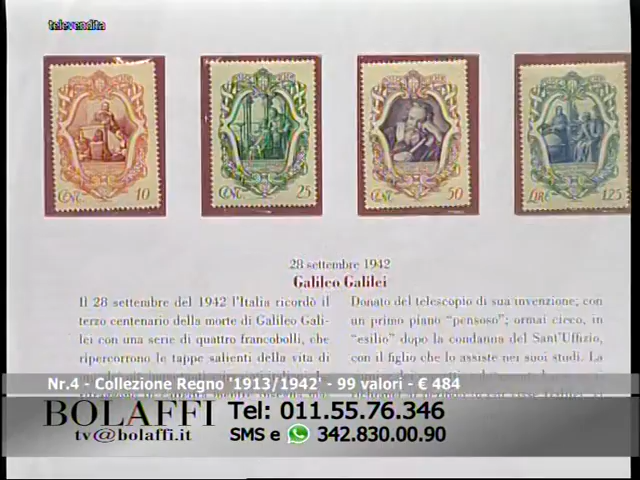 televendita
CENT. 10
CENT. 25
CENT. 50
LIRE 1.25
28 settembre 1942
Galileo Galilei
Il 28 settembre del 1942 l'Italia ricordò il
terzo centenario della morte di Galileo Gali-
lei con una serie di quattro francobolli, che
ripercorrono le tappe salienti della vita di
Donato del telescopio di sua invenzione; con
un primo piano "pensoso"; ormai cieco, in
"esilio" dopo la condanna del Sant'Uffizio,
con il figlio che lo assiste nei suoi studi. La
Nr.4 - Collezione Regno '1913/1942' - 99 valori - € 484
BOLAFFI
tv@bolaffi.it
Tel: 011.55.76.346
SMS e 342.830.00.90